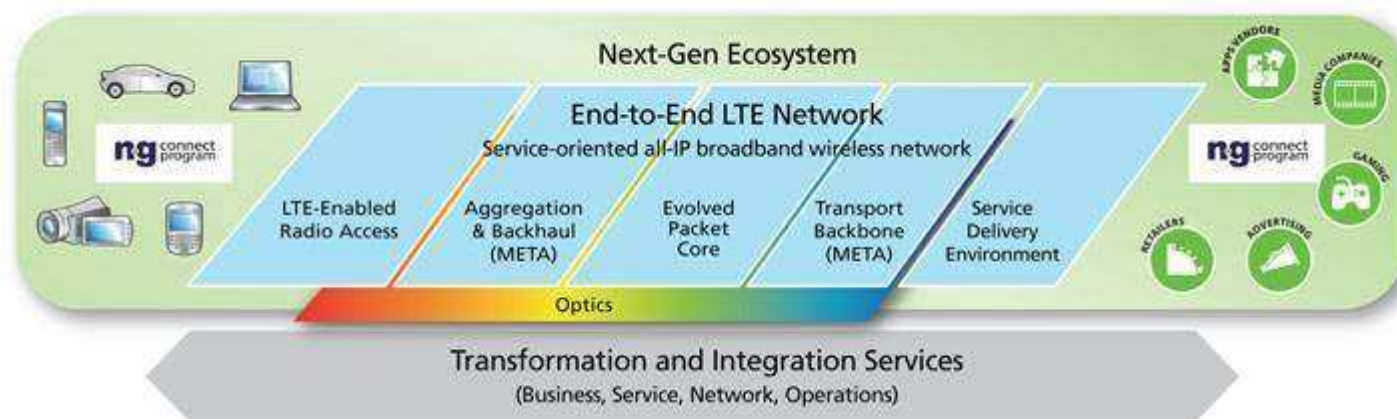 Next-Gen Ecosystem
End-to-End LTE Network
Service-oriented all-IP broadband wireless network
ng connect
program
LTE-Enabled
Radio Access
Aggregation
& Backhaul
(META)
Evolved
Packet
Core
Transport
Backbone
(META)
Service
Delivery
Environment
APPS VENDORS
MEDIA COMPANIES
ng connect
program
GAMING
RETAILERS
ADVERTISING
Optics
Transformation and Integration Services
(Business, Service, Network, Operations)